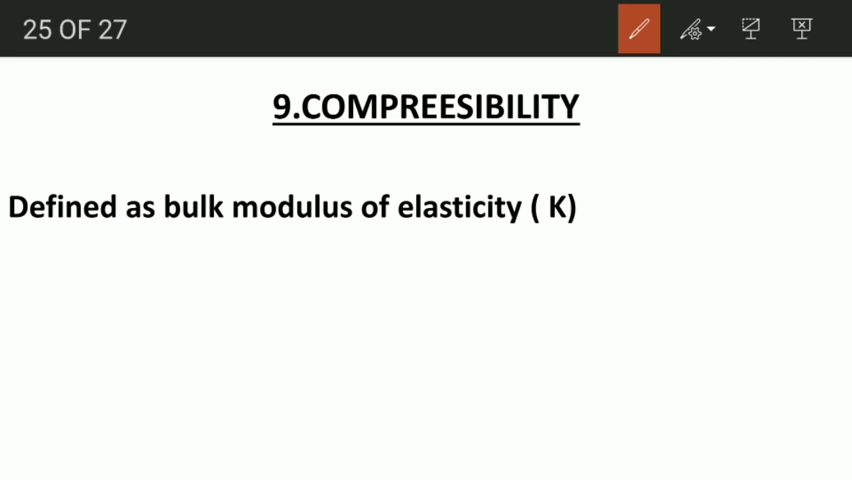 25 OF 27
9.COMPREESIBILITY
Defined as bulk modulus of elasticity ( K)